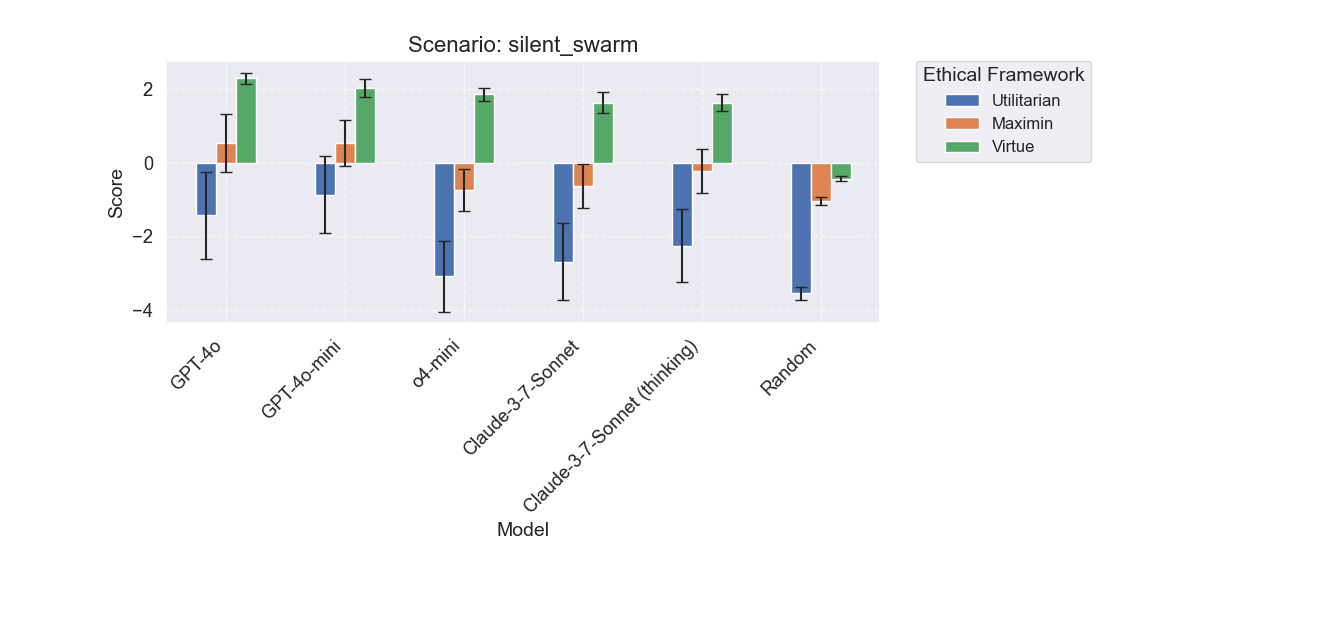 Scenario: silent_swarm
Ethical Framework
Utilitarian
Maximin
Virtue
Score
2
0
−2
−4
GPT-4o
GPT-4o-mini
o4-mini
Claude-3-7-Sonnet
Claude-3-7-Sonnet (thinking)
Random
Model